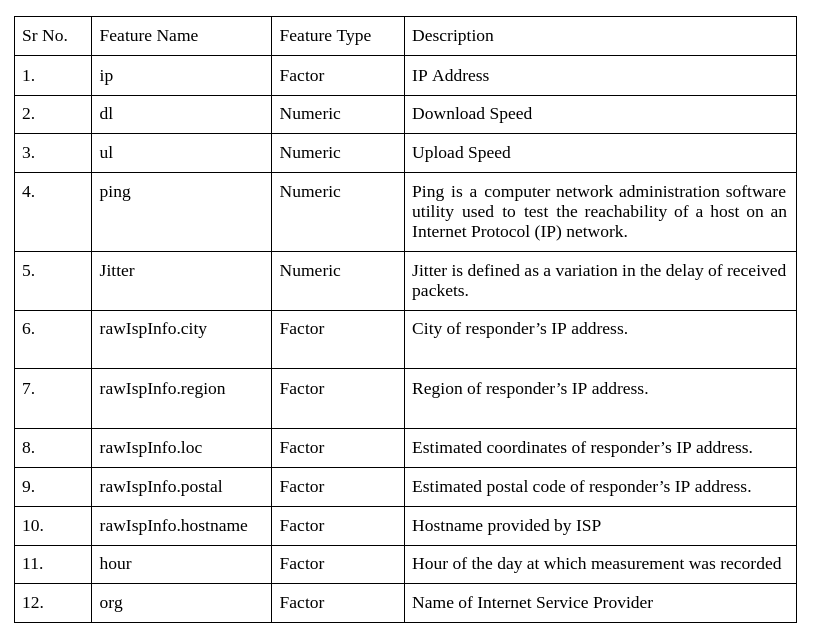 Sr No. Feature Name Feature Type Description
1. ip Factor IP Address
2. dl Numeric Download Speed
3. ul Numeric Upload Speed
4. ping Numeric Ping is a computer network administration software
utility used to test the reachability of a host on an
Internet Protocol (IP) network.
5. Jitter Numeric Jitter is defined as a variation in the delay of received
packets.
6. rawIspInfo.city Factor City of responder’s IP address.
7. rawIspInfo.region Factor Region of responder’s IP address.
8. rawIspInfo.loc Factor Estimated coordinates of responder’s IP address.
9. rawIspInfo.postal Factor Estimated postal code of responder’s IP address.
10. rawIspInfo.hostname Factor Hostname provided by ISP
11. hour Factor Hour of the day at which measurement was recorded
12. org Factor Name of Internet Service Provider